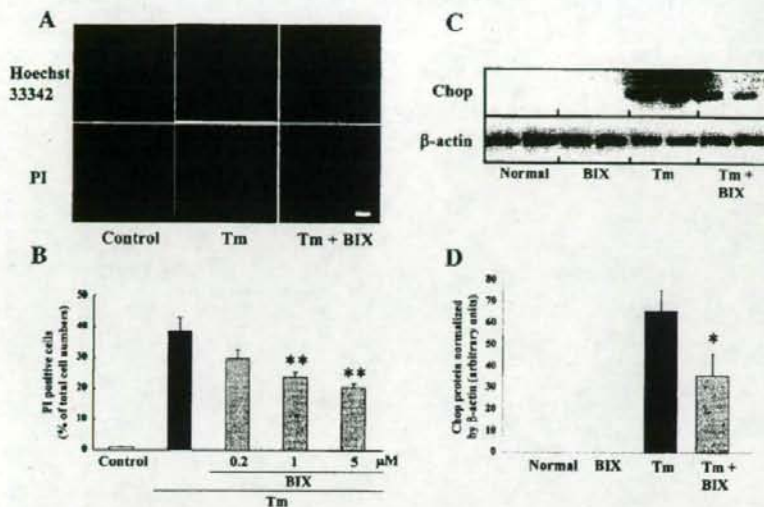 A
Hoechst
33342
PI
Control Tm Tm + BIX
B
PI positive cells
(% of total cell numbers)
50
40
30
20
10
0
** **
Control 0.2 1 5 μM
BIX
Tm
C
Chop
β-actin
Normal BIX Tm Tm +
BIX
D
Chop protein normalized
by β-actin (arbitrary units)
80
70
60
50
40
30
20
10
0
*
Normal BIX Tm Tm +
BIX